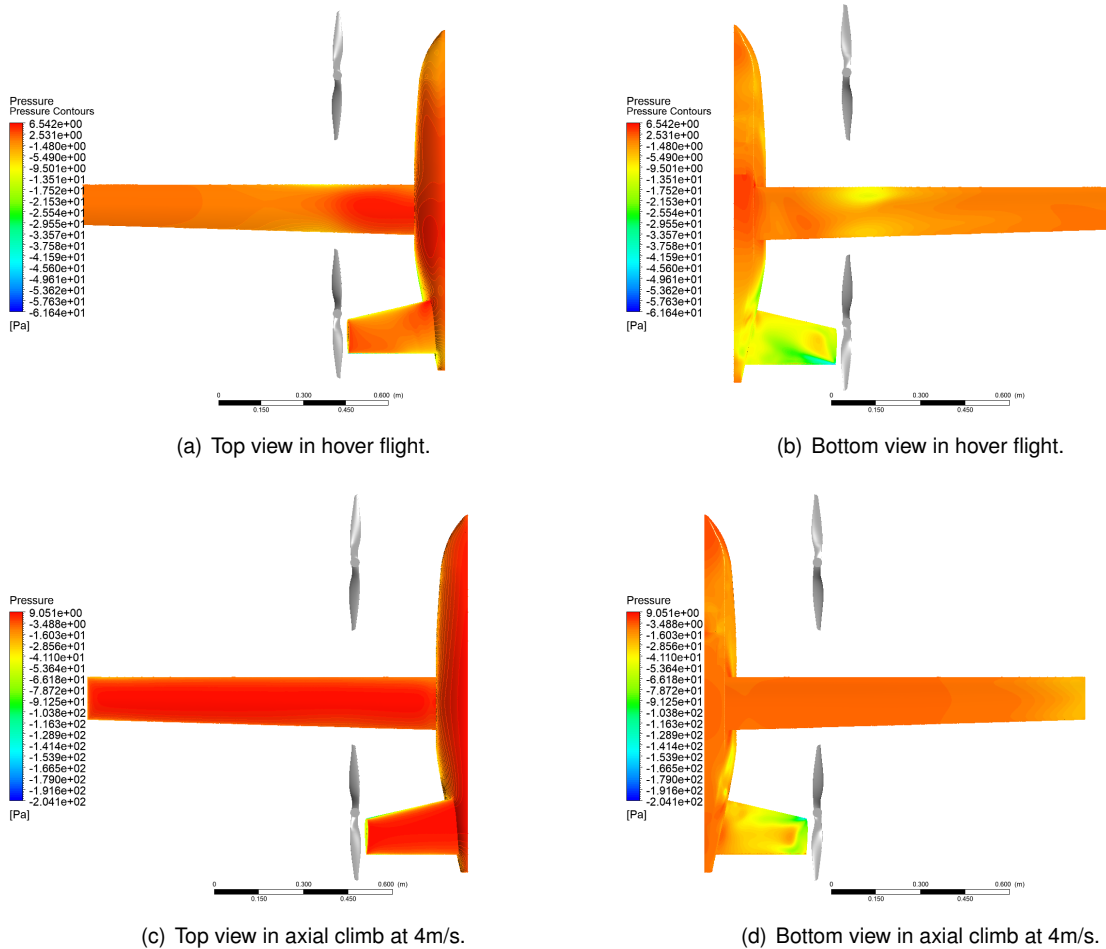 Pressure
Pressure Contours
6.542e+00
2.531e+00
-1.480e+00
-5.490e+00
-9.501e+00
-1.351e+01
-1.752e+01
-2.153e+01
-2.554e+01
-2.955e+01
-3.357e+01
-3.758e+01
-4.159e+01
-4.560e+01
-4.961e+01
-5.362e+01
-5.763e+01
-6.164e+01
[Pa]
0 0.300 0.600 (m)
0.150 0.450
(a) Top view in hover flight.
Pressure
Pressure Contours
6.542e+00
2.531e+00
-1.480e+00
-5.490e+00
-9.501e+00
-1.351e+01
-1.752e+01
-2.153e+01
-2.554e+01
-2.955e+01
-3.357e+01
-3.758e+01
-4.159e+01
-4.560e+01
-4.961e+01
-5.362e+01
-5.763e+01
-6.164e+01
[Pa]
0 0.300 0.600 (m)
0.150 0.450
(b) Bottom view in hover flight.
Pressure
9.051e+00
-3.488e+00
-1.603e+01
-2.856e+01
-4.110e+01
-5.364e+01
-6.618e+01
-7.872e+01
-9.125e+01
-1.038e+02
-1.163e+02
-1.289e+02
-1.414e+02
-1.539e+02
-1.665e+02
-1.790e+02
-1.916e+02
-2.041e+02
[Pa]
0 0.300 0.600 (m)
0.150 0.450
(c) Top view in axial climb at 4m/s.
Pressure
9.051e+00
-3.488e+00
-1.603e+01
-2.856e+01
-4.110e+01
-5.364e+01
-6.618e+01
-7.872e+01
-9.125e+01
-1.038e+02
-1.163e+02
-1.289e+02
-1.414e+02
-1.539e+02
-1.665e+02
-1.790e+02
-1.916e+02
-2.041e+02
[Pa]
0 0.300 0.600 (m)
0.150 0.450
(d) Bottom view in axial climb at 4m/s.